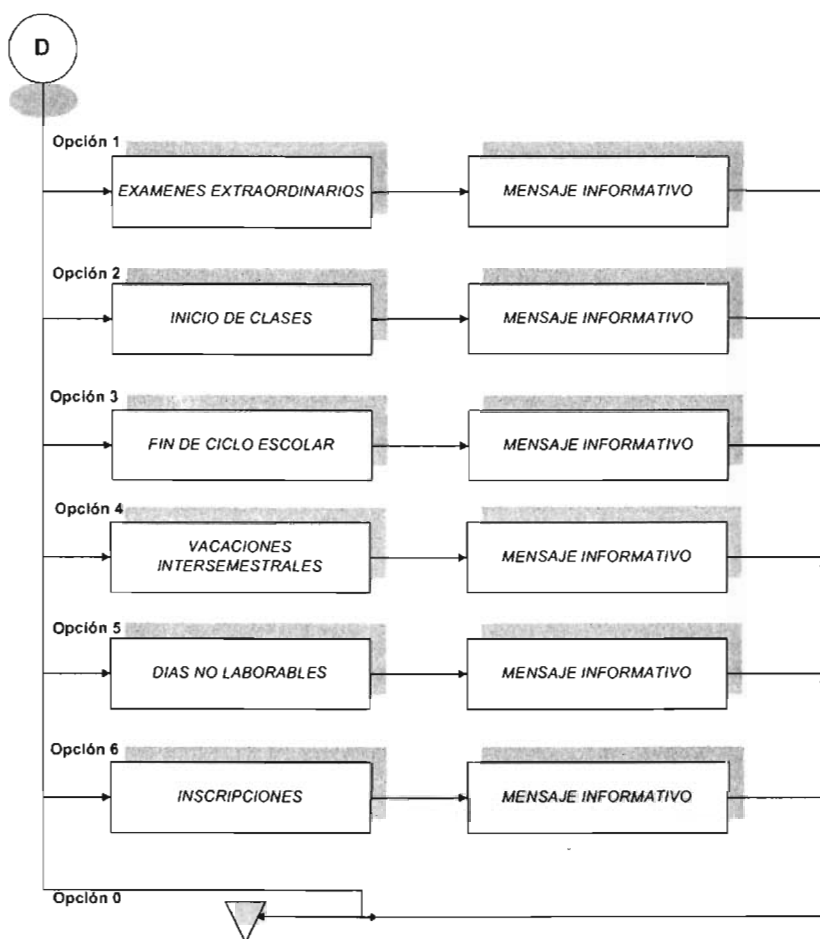 D
Opción 1
EXAMENES EXTRAORDINARIOS
MENSAJE INFORMATIVO
Opción 2
INICIO DE CLASES
MENSAJE INFORMATIVO
Opción 3
FIN DE CICLO ESCOLAR
MENSAJE INFORMATIVO
Opción 4
VACACIONES
INTERSEMESTRALES
MENSAJE INFORMATIVO
Opción 5
DIAS NO LABORABLES
MENSAJE INFORMATIVO
Opción 6
INSCRIPCIONES
MENSAJE INFORMATIVO
Opción 0